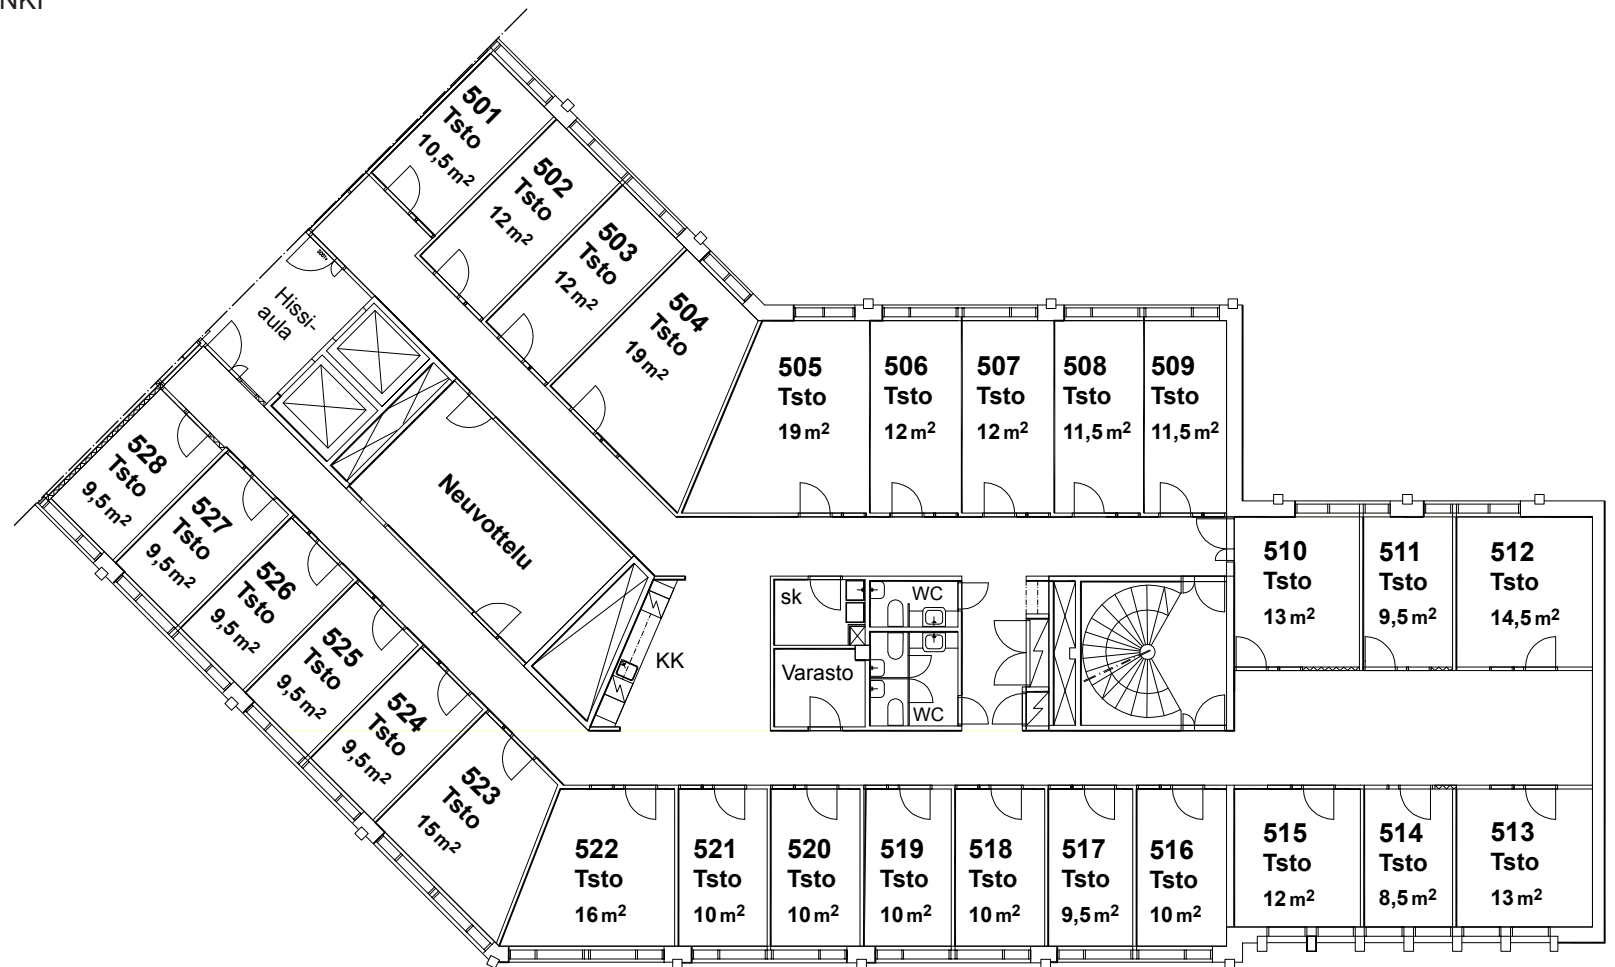 NKI
501
Tsto
10,5 m²
502
Tsto
12 m²
503
Tsto
12 m²
504
Tsto
19 m²
505
Tsto
19 m²
506
Tsto
12 m²
507
Tsto
12 m²
508
Tsto
11,5 m²
509
Tsto
11,5 m²
510
Tsto
13 m²
511
Tsto
9,5 m²
512
Tsto
14,5 m²
Hissi-
aula
Neuvottelu
KK
sk
WC
Varasto
WC
528
Tsto
9,5 m²
527
Tsto
9,5 m²
526
Tsto
9,5 m²
525
Tsto
9,5 m²
524
Tsto
9,5 m²
523
Tsto
15 m²
522
Tsto
16 m²
521
Tsto
10 m²
520
Tsto
10 m²
519
Tsto
10 m²
518
Tsto
10 m²
517
Tsto
9,5 m²
516
Tsto
10 m²
515
Tsto
12 m²
514
Tsto
8,5 m²
513
Tsto
13 m²